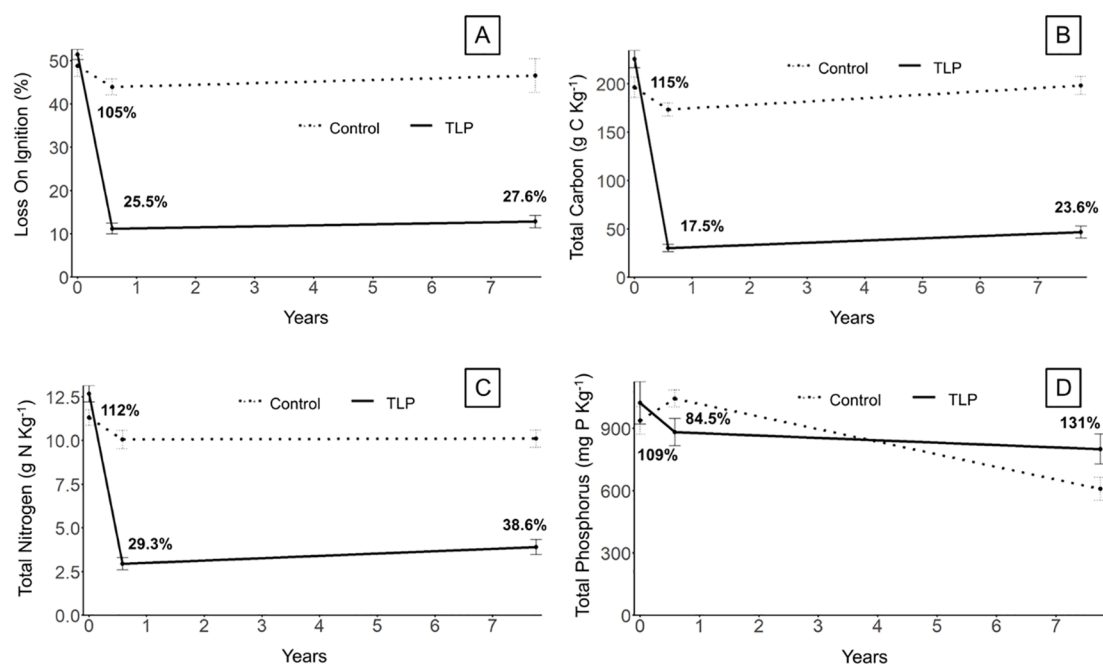 A
50
40
30
20
10
0
Loss On Ignition (%)
105%
25.5%
27.6%
Control TLP
0 1 2 3 4 5 6 7
Years
B
200
150
100
50
0
Total Carbon (g C Kg-1)
115%
17.5%
23.6%
Control TLP
0 1 2 3 4 5 6 7
Years
C
12.5
10.0
7.5
5.0
2.5
0.0
Total Nitrogen (g N Kg-1)
112%
29.3%
38.6%
Control TLP
0 1 2 3 4 5 6 7
Years
D
900
600
300
0
Total Phosphorus (mg P Kg-1)
109%
84.5%
131%
Control TLP
0 1 2 3 4 5 6 7
Years